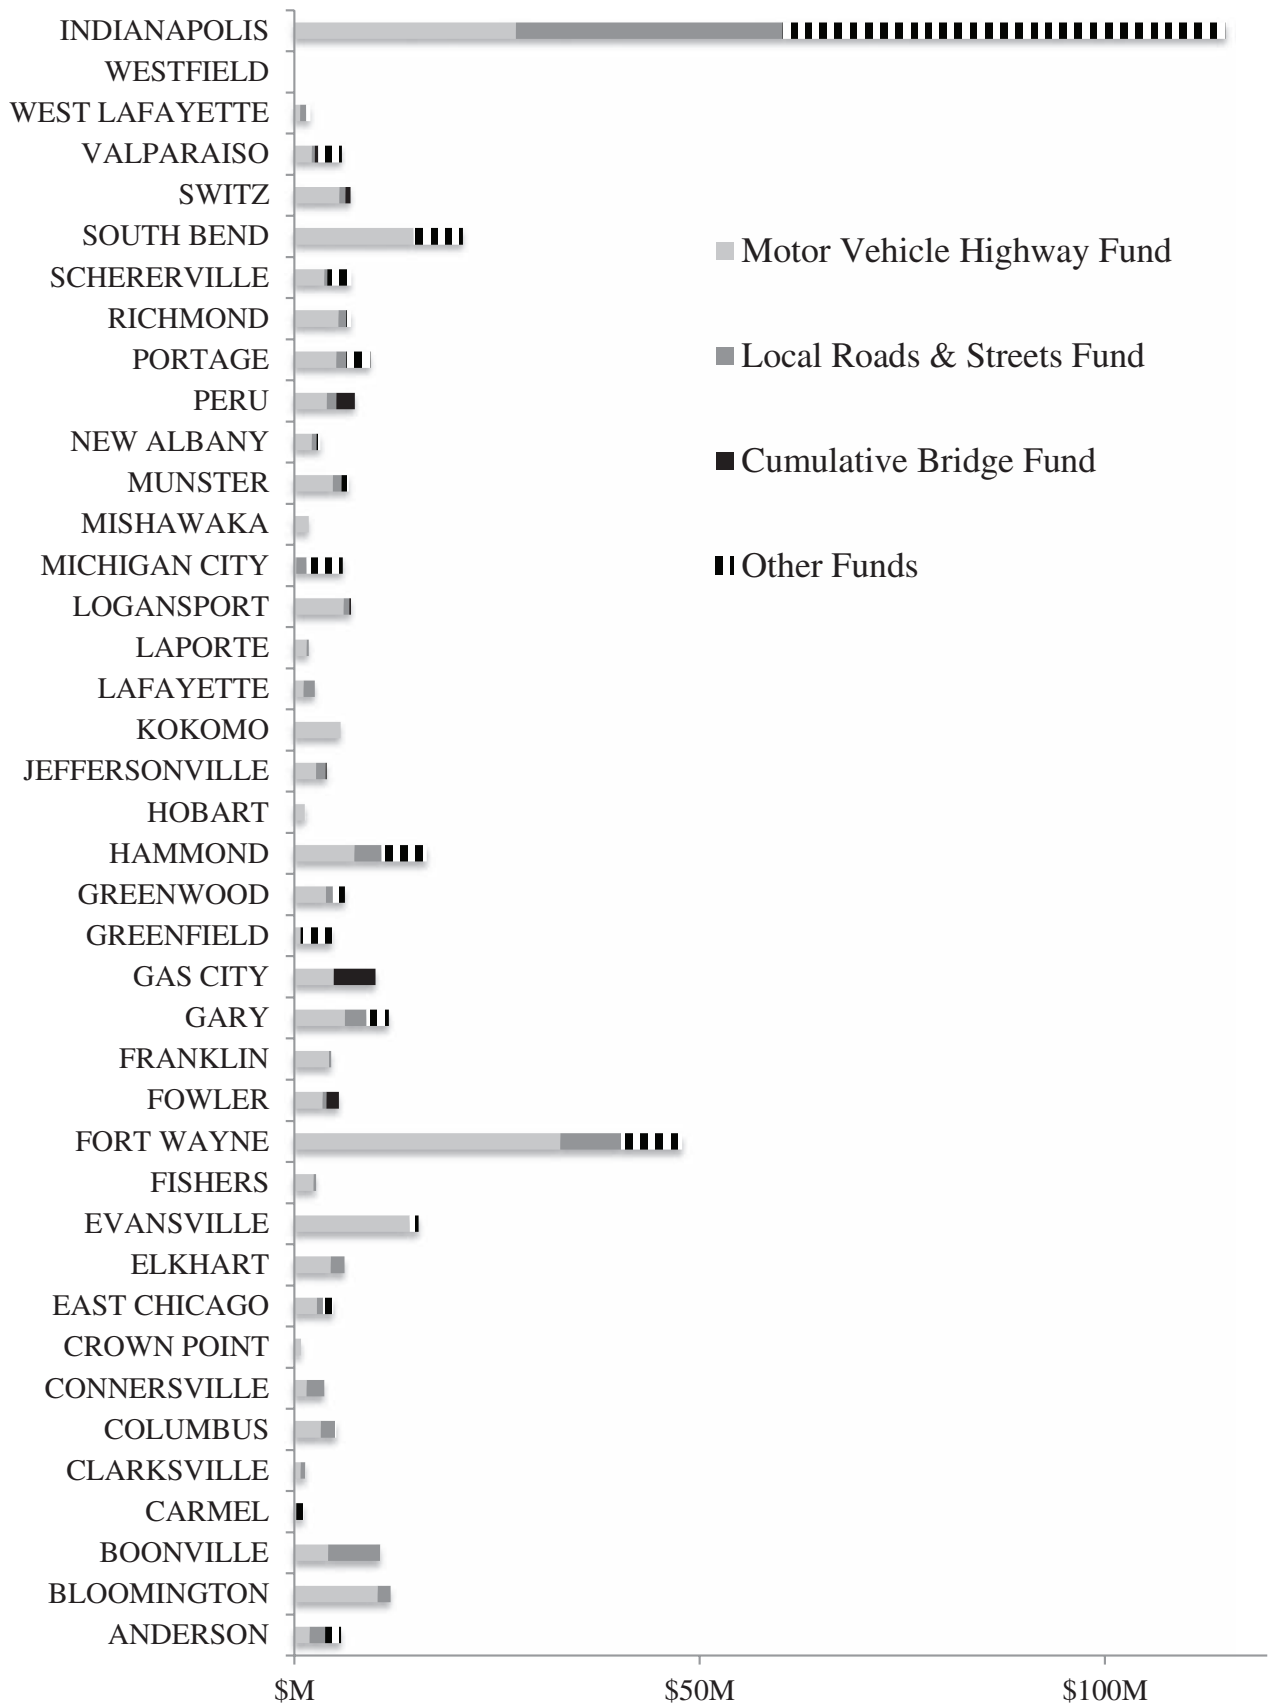 INDIANAPOLIS
WESTFIELD
WEST LAFAYETTE
VALPARAISO
SWITZ
SOUTH BEND
SCHERERVILLE
RICHMOND
PORTAGE
PERU
NEW ALBANY
MUNSTER
MISHAWAKA
MICHIGAN CITY
LOGANSPORT
LAPORTE
LAFAYETTE
KOKOMO
JEFFERSONVILLE
HOBART
HAMMOND
GREENWOOD
GREENFIELD
GAS CITY
GARY
FRANKLIN
FOWLER
FORT WAYNE
FISHERS
EVANSVILLE
ELKHART
EAST CHICAGO
CROWN POINT
CONNERSVILLE
COLUMBUS
CLARKSVILLE
CARMEL
BOONVILLE
BLOOMINGTON
ANDERSON
Motor Vehicle Highway Fund
Local Roads & Streets Fund
Cumulative Bridge Fund
Other Funds
$M $50M $100M